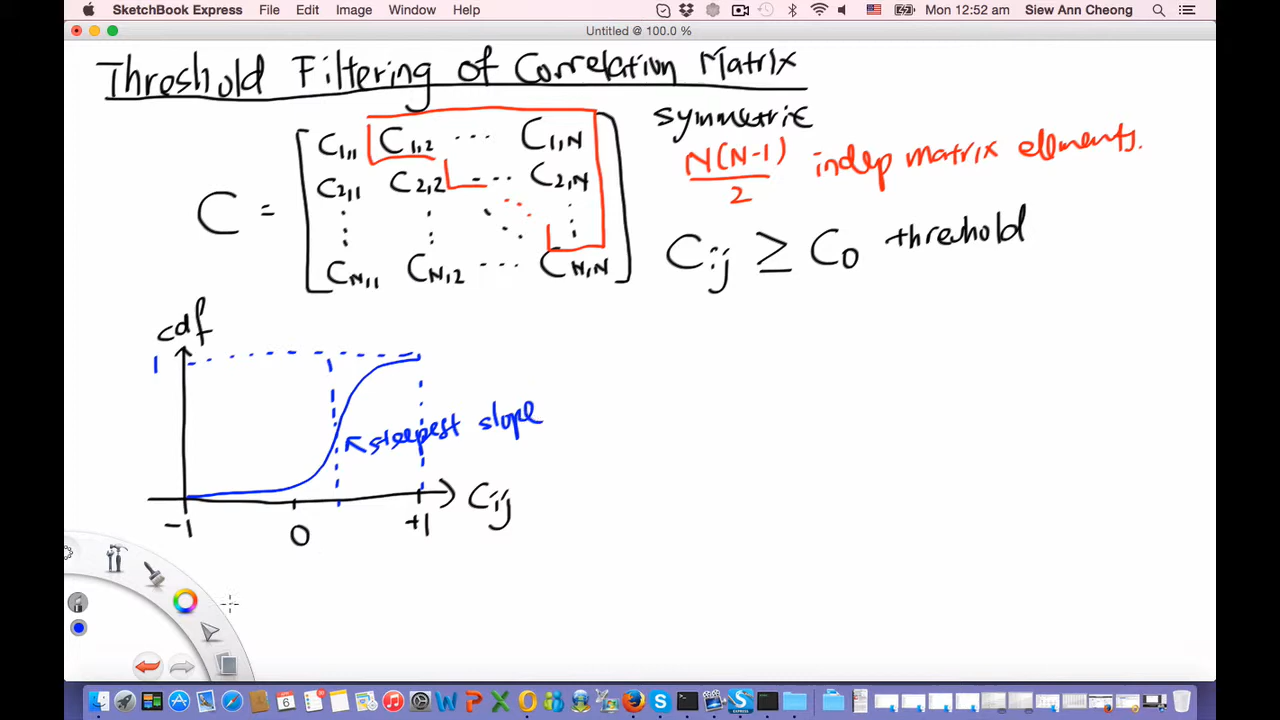 SketchBook Express File Edit Image Window Help Mon 12:52 am Siew Ann Cheong
Untitled @ 100.0 %
Threshold Filtering of Correlation Matrix
symmetric
C = [ C1,1 C1,2 ... C1,N
C2,1 C2,2 ... C2,N
⋮ ⋮ ⋱ ⋮
CN,1 CN,2 ... CN,N ]
N(N-1)/2 indep matrix elements.
Cij ≥ C0 threshold
cdf
1
steepest slope
-1 0 +1 Cij